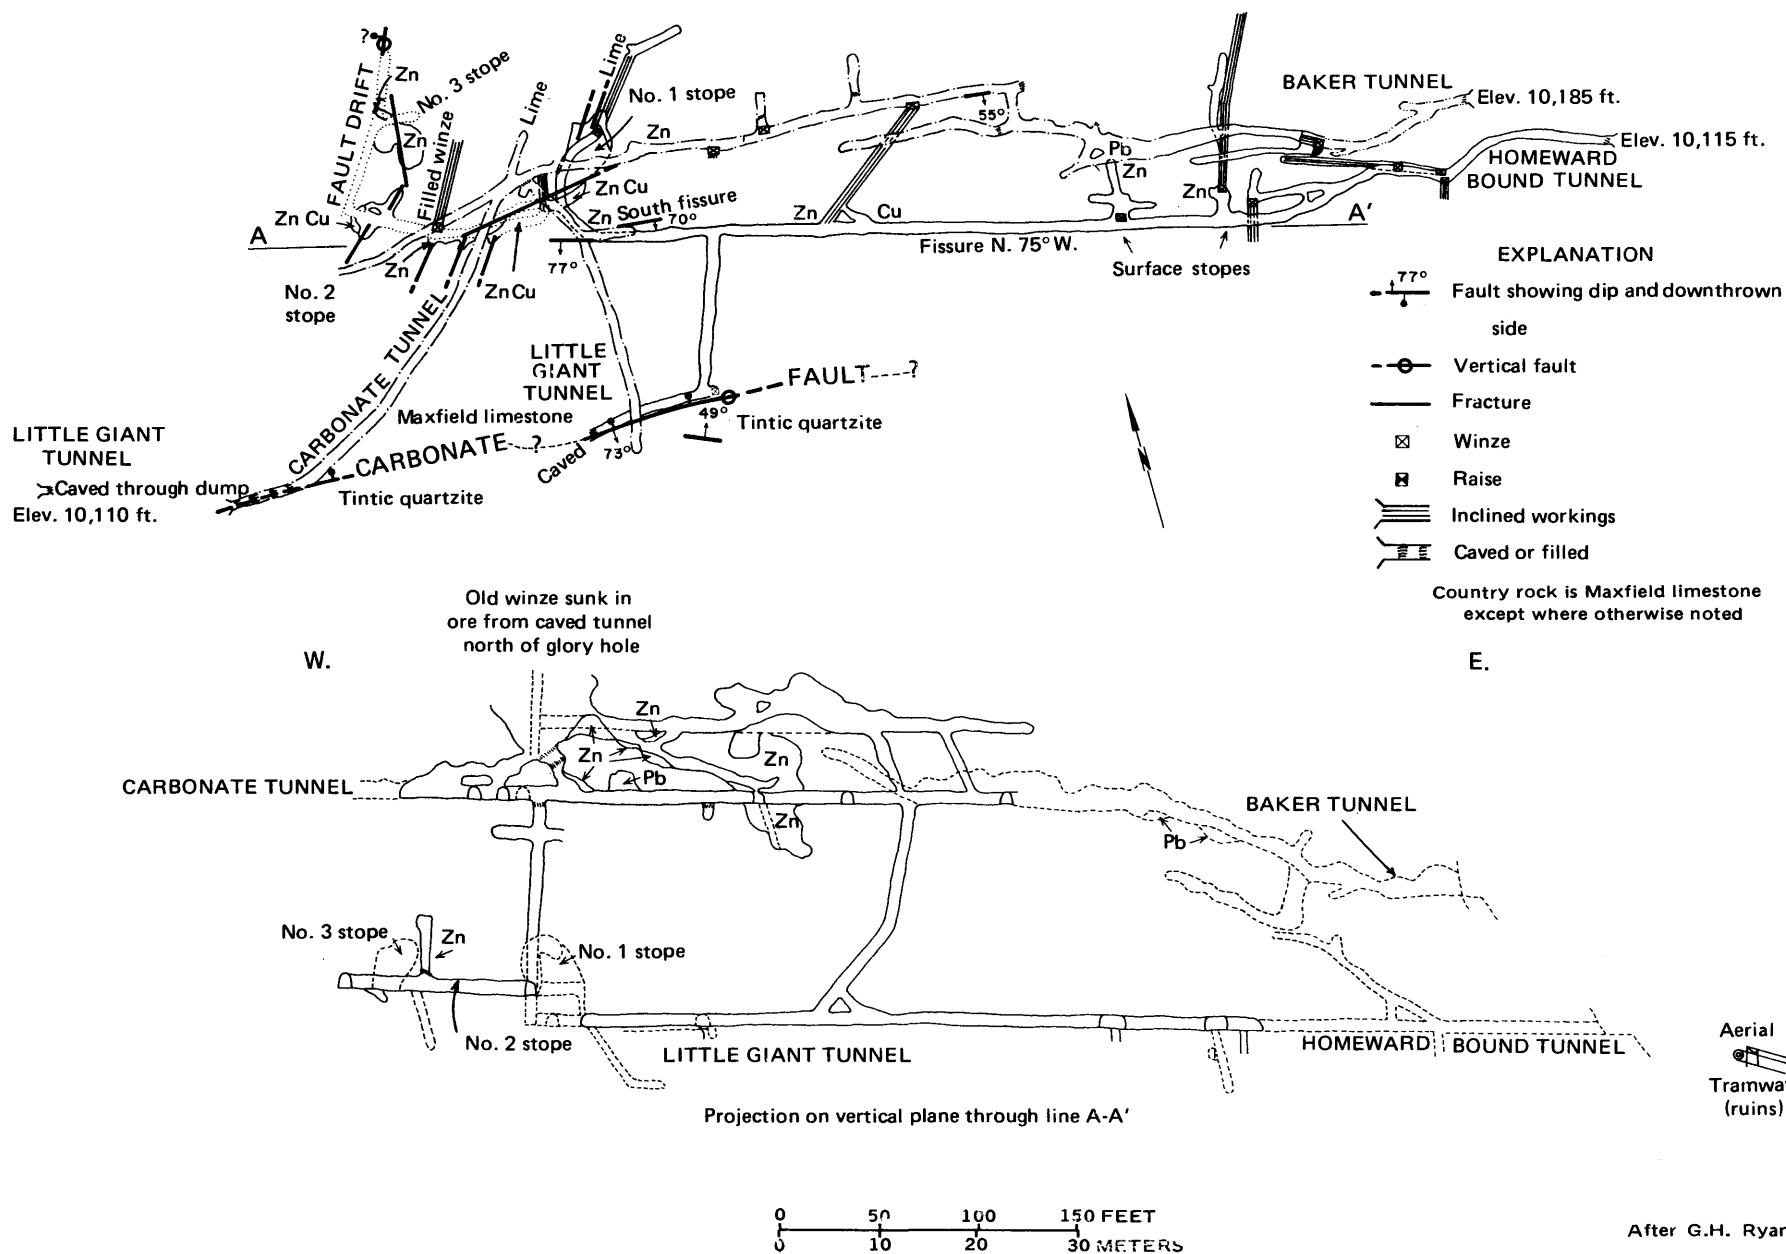 ?
FAULT DRIFT
Zn
No. 3 stope
Zn
Filled winze
Lime
Lime
No. 1 stope
Zn
55°
Pb
Zn
Zn
BAKER TUNNEL
Elev. 10,185 ft.
Elev. 10,115 ft.
HOMEWARD
BOUND TUNNEL
Zn Cu
Zn Cu
Zn
South fissure
70°
Zn
Cu
A
A'
Fissure N. 75° W.
Surface stopes
Zn
No. 2
stope
Zn Cu
77°
CARBONATE TUNNEL
LITTLE
GIANT
TUNNEL
Maxfield limestone
CARBONATE
?
FAULT
?
Caved
73°
49°
Tintic quartzite
LITTLE GIANT
TUNNEL
Caved through dump
Elev. 10,110 ft.
Tintic quartzite
EXPLANATION
77°
Fault showing dip and downthrown
side
Vertical fault
Fracture
Winze
Raise
Inclined workings
Caved or filled
Country rock is Maxfield limestone
except where otherwise noted
Old winze sunk in
ore from caved tunnel
north of glory hole
W.
E.
Zn
Zn
Zn
Pb
CARBONATE TUNNEL
Zn
BAKER TUNNEL
Pb
No. 3 stope
Zn
No. 1 stope
No. 2 stope
LITTLE GIANT TUNNEL
HOMEWARD
BOUND TUNNEL
Aerial
Tramwa
(ruins)
Projection on vertical plane through line A-A'
0 50 100 150 FEET
0 10 20 30 METERS
After G.H. Ryan